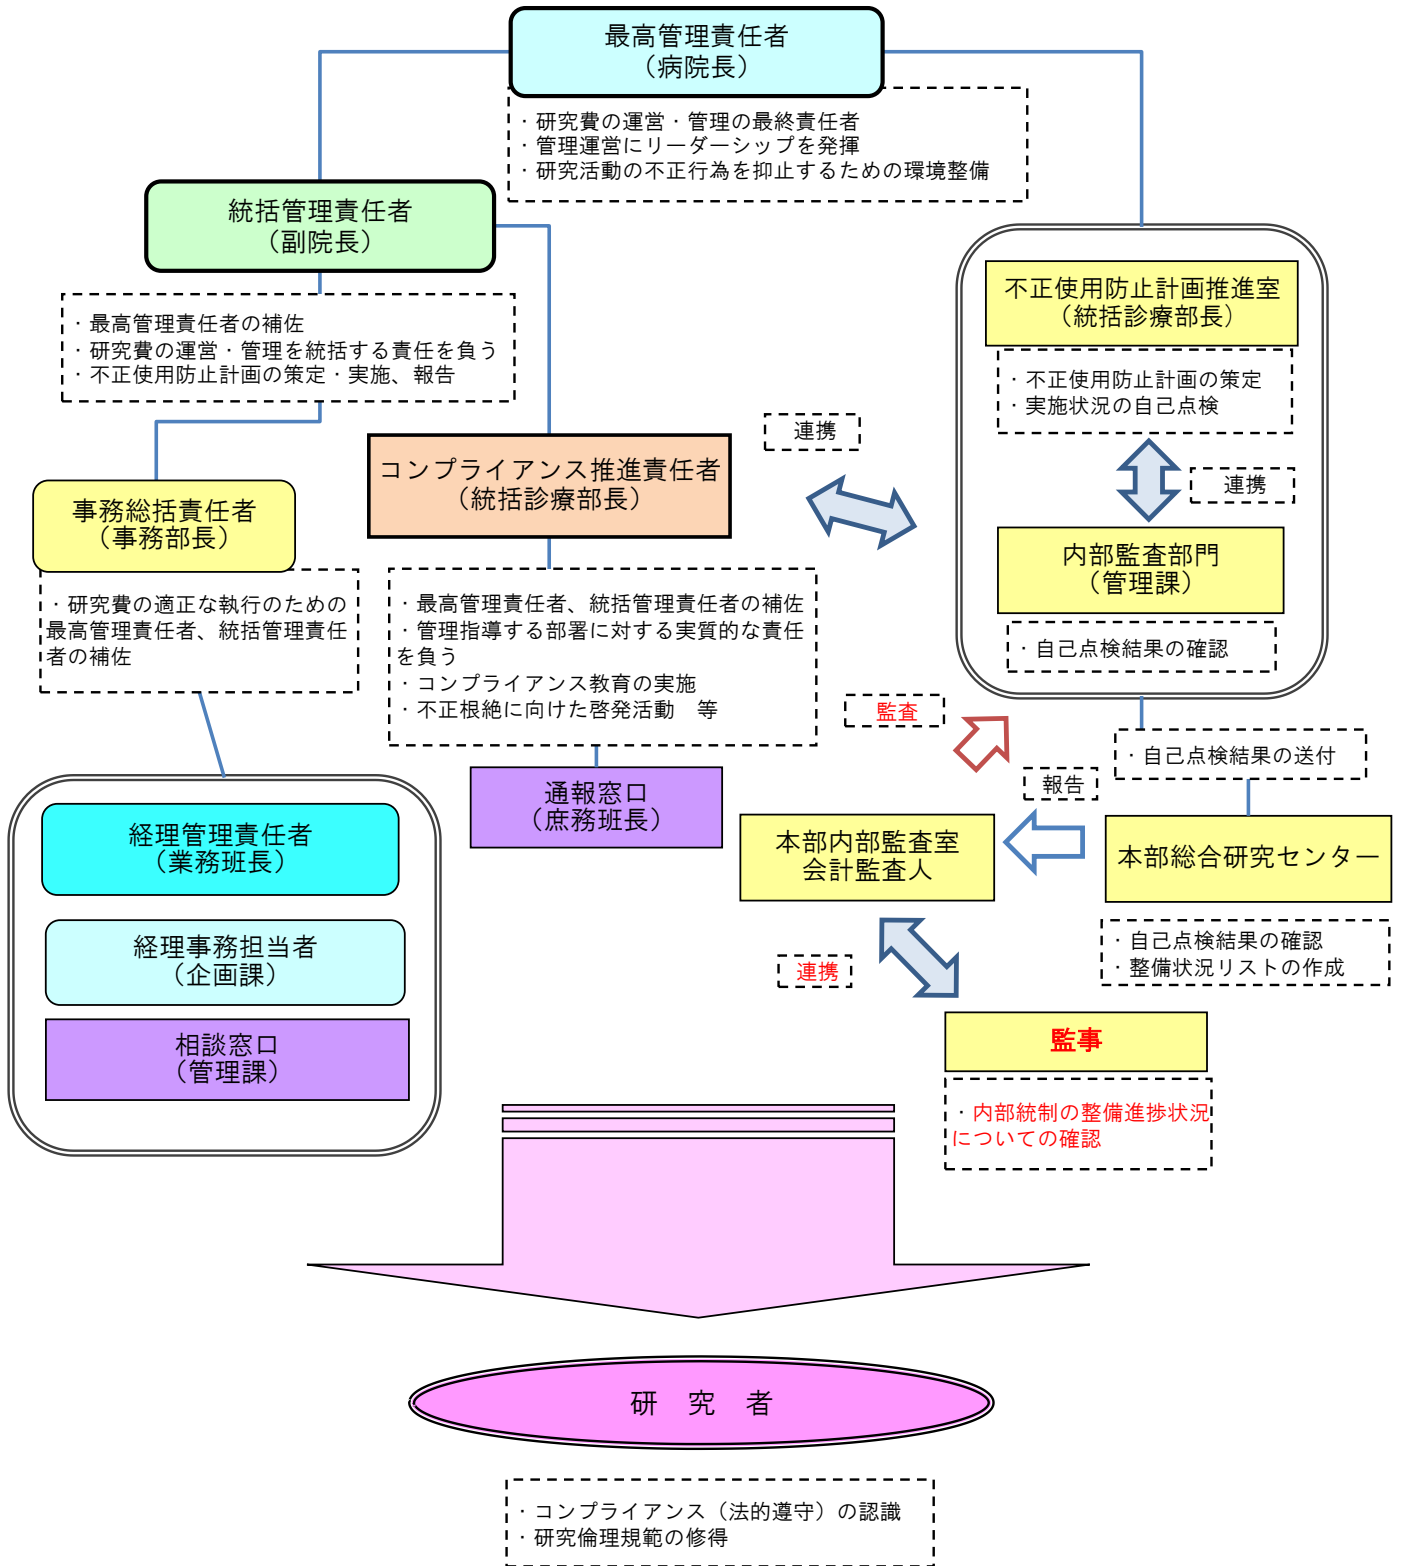 最高管理責任者
（病院長）
・研究費の運営・管理の最終責任者
・管理運営にリーダーシップを発揮
・研究活動の不正行為を抑止するための環境整備
統括管理責任者
（副院長）
・最高管理責任者の補佐
・研究費の運営・管理を統括する責任を負う
・不正使用防止計画の策定・実施、報告
不正使用防止計画推進室
（統括診療部長）
・不正使用防止計画の策定
・実施状況の自己点検
連携
連携
コンプライアンス推進責任者
（統括診療部長）
事務総括責任者
（事務部長）
内部監査部門
（管理課）
・自己点検結果の確認
・研究費の適正な執行のための
最高管理責任者、統括管理責任
者の補佐
・最高管理責任者、統括管理責任者の補佐
・管理指導する部署に対する実質的な責任
を負う
・コンプライアンス教育の実施
・不正根絶に向けた啓発活動　等
監査
・自己点検結果の送付
報告
通報窓口
（庶務班長）
経理管理責任者
（業務班長）
本部内部監査室
会計監査人
本部総合研究センター
・自己点検結果の確認
・整備状況リストの作成
経理事務担当者
（企画課）
連携
相談窓口
（管理課）
監事
・内部統制の整備進捗状況
についての確認
研　究　者
・コンプライアンス（法的遵守）の認識
・研究倫理規範の修得